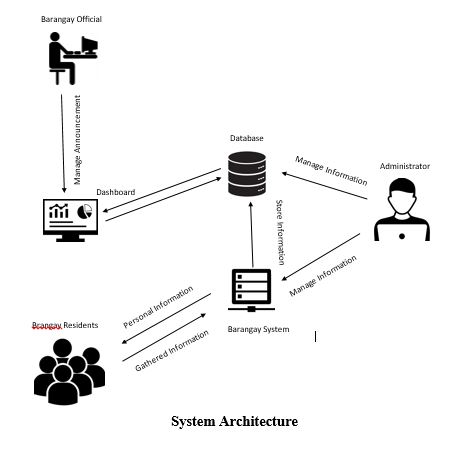 Barangay Official
Manage Announcement
Database
Manage Information
Administrator
Dashboard
Store Information
Manage Information
Personal Information
Barangay System
Brangay Residents
Gathered Information
System Architecture